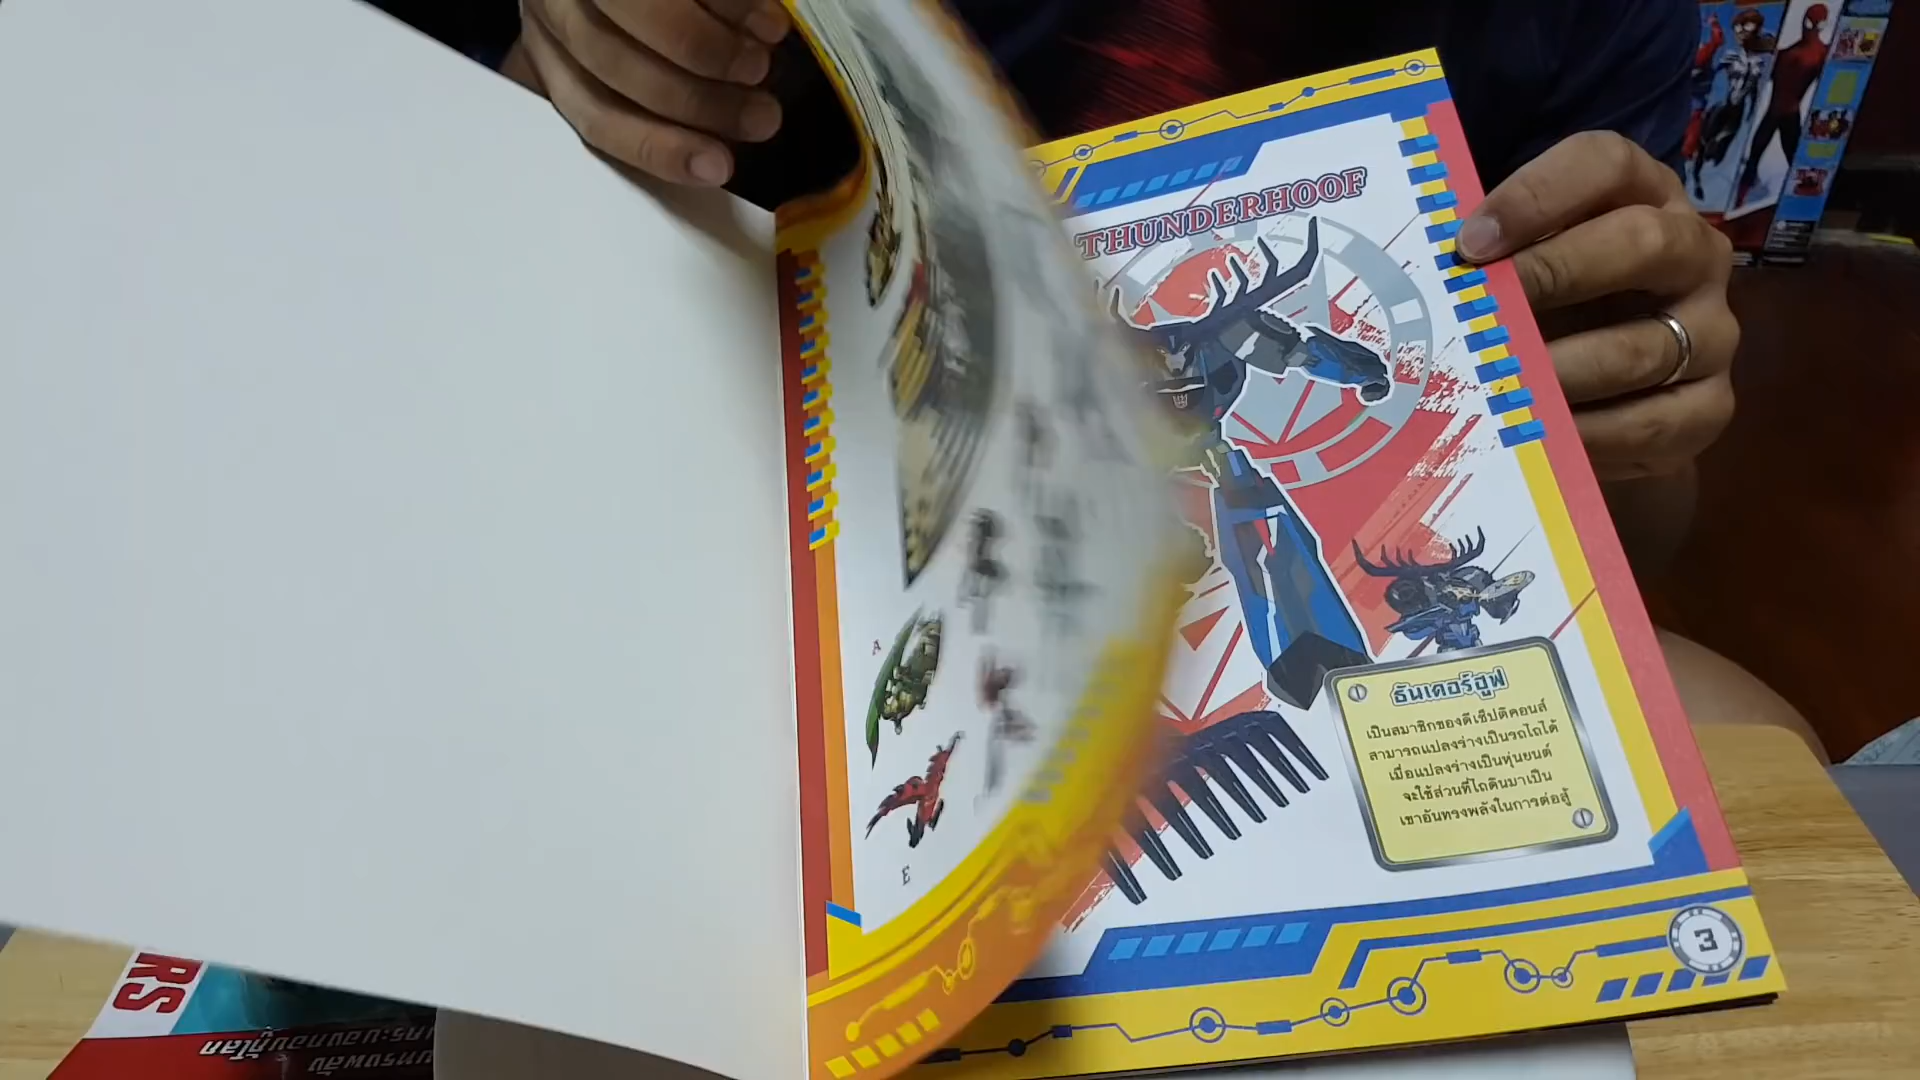 THUNDERHOOF
A
E
ธันเดอร์ฮูฟ
เป็นสมาชิกของดีเซ็ปติคอนส์
สามารถแปลงร่างเป็นรถไถได้
เมื่อแปลงร่างเป็นหุ่นยนต์
จะใช้ส่วนที่ไถดินมาเป็น
เขาอันทรงพลังในการต่อสู้
3
RS